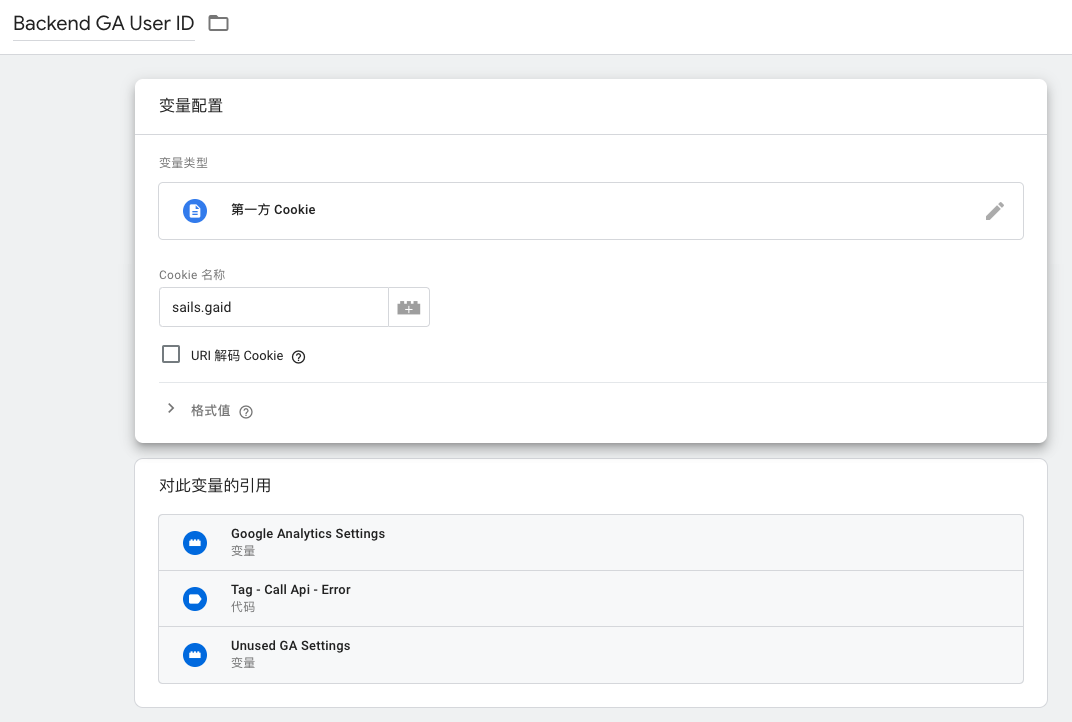 Backend GA User ID
变量配置
变量类型
第一方 Cookie
Cookie 名称
sails.gaid
URI 解码 Cookie
格式值
对此变量的引用
Google Analytics Settings
变量
Tag - Call Api - Error
代码
Unused GA Settings
变量